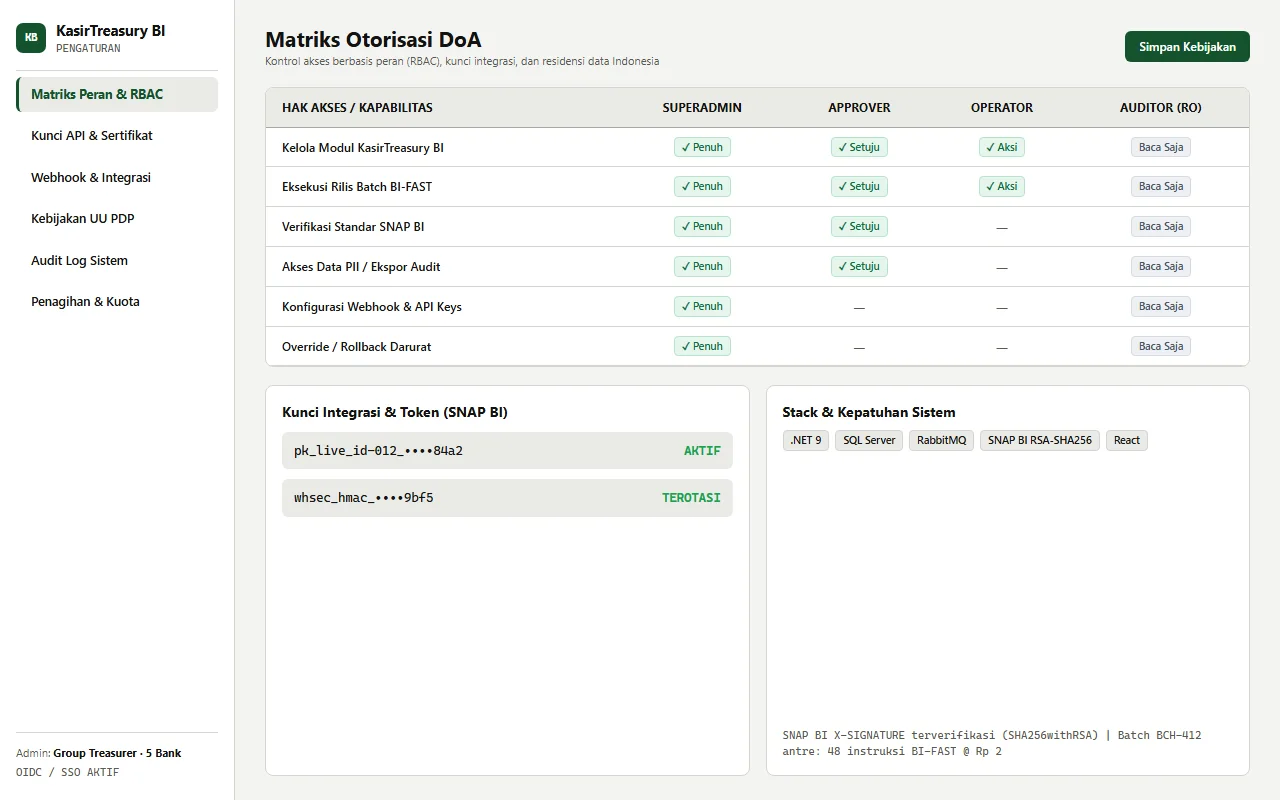 KB
KasirTreasury BI
PENGATURAN
Matriks Peran & RBAC
Kunci API & Sertifikat
Webhook & Integrasi
Kebijakan UU PDP
Audit Log Sistem
Penagihan & Kuota
Admin: Group Treasurer · 5 Bank
OIDC / SSO AKTIF
Matriks Otorisasi DoA
Kontrol akses berbasis peran (RBAC), kunci integrasi, dan residensi data Indonesia
Simpan Kebijakan
HAK AKSES / KAPABILITAS SUPERADMIN APPROVER OPERATOR AUDITOR (RO)
Kelola Modul KasirTreasury BI ✓ Penuh ✓ Setuju ✓ Aksi Baca Saja
Eksekusi Rilis Batch BI-FAST ✓ Penuh ✓ Setuju ✓ Aksi Baca Saja
Verifikasi Standar SNAP BI ✓ Penuh ✓ Setuju — Baca Saja
Akses Data PII / Ekspor Audit ✓ Penuh ✓ Setuju — Baca Saja
Konfigurasi Webhook & API Keys ✓ Penuh — — Baca Saja
Override / Rollback Darurat ✓ Penuh — — Baca Saja
Kunci Integrasi & Token (SNAP BI)
pk_live_id-012_••••84a2 AKTIF
whsec_hmac_••••9bf5 TEROTASI
Stack & Kepatuhan Sistem
.NET 9 SQL Server RabbitMQ SNAP BI RSA-SHA256 React
SNAP BI X-SIGNATURE terverifikasi (SHA256withRSA) | Batch BCH-412
antre: 48 instruksi BI-FAST @ Rp 2